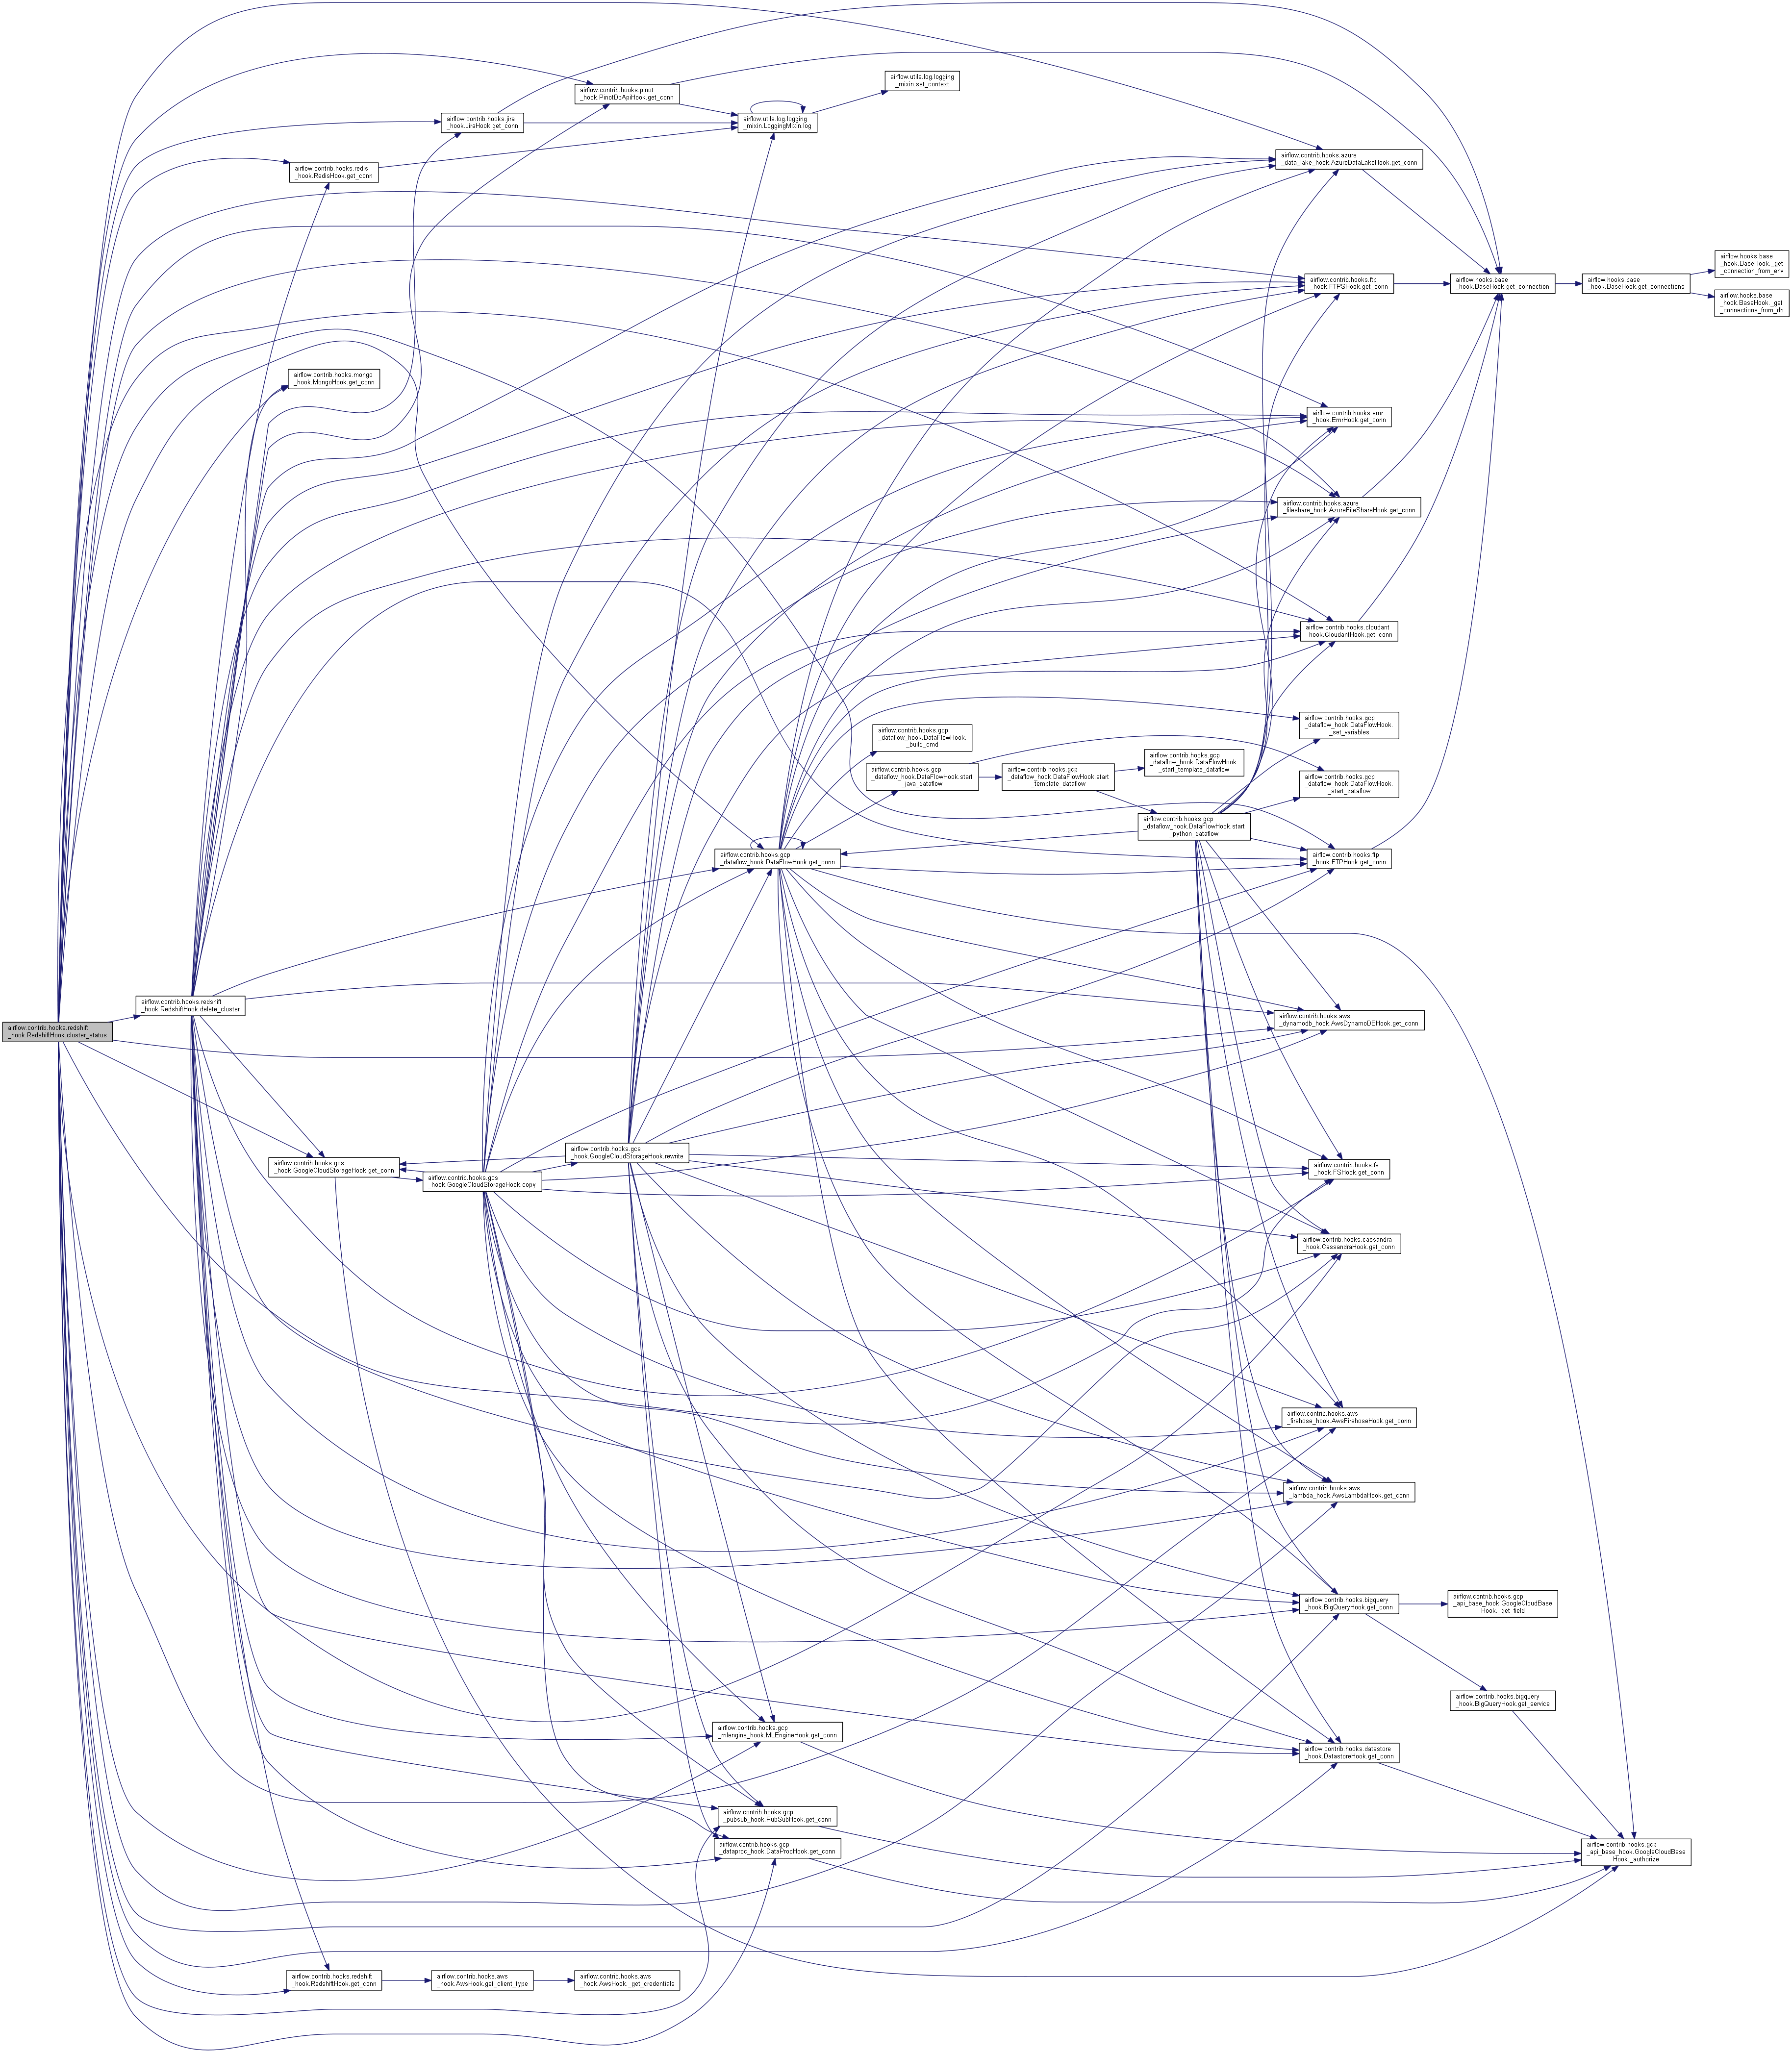 airflow.utils.log.logging
_mixin.set_context
airflow.contrib.hooks.pinot
_hook.PinotDbApiHook.get_conn
airflow.contrib.hooks.jira
_hook.JiraHook.get_conn
airflow.utils.log.logging
_mixin.LoggingMixin.log
airflow.contrib.hooks.azure
_data_lake_hook.AzureDataLakeHook.get_conn
airflow.contrib.hooks.redis
_hook.RedisHook.get_conn
airflow.hooks.base
_hook.BaseHook._get
_connection_from_env
airflow.contrib.hooks.ftp
_hook.FTPSHook.get_conn
airflow.hooks.base
_hook.BaseHook.get_connection
airflow.hooks.base
_hook.BaseHook.get_connections
airflow.hooks.base
_hook.BaseHook._get
_connections_from_db
airflow.contrib.hooks.mongo
_hook.MongoHook.get_conn
airflow.contrib.hooks.emr
_hook.EmrHook.get_conn
airflow.contrib.hooks.azure
_fileshare_hook.AzureFileShareHook.get_conn
airflow.contrib.hooks.cloudant
_hook.CloudantHook.get_conn
airflow.contrib.hooks.gcp
_dataflow_hook.DataFlowHook.
_set_variables
airflow.contrib.hooks.gcp
_dataflow_hook.DataFlowHook.
_build_cmd
airflow.contrib.hooks.gcp
_dataflow_hook.DataFlowHook.
_start_template_dataflow
airflow.contrib.hooks.gcp
_dataflow_hook.DataFlowHook.start
_java_dataflow
airflow.contrib.hooks.gcp
_dataflow_hook.DataFlowHook.start
_template_dataflow
airflow.contrib.hooks.gcp
_dataflow_hook.DataFlowHook.
_start_dataflow
airflow.contrib.hooks.gcp
_dataflow_hook.DataFlowHook.start
_python_dataflow
airflow.contrib.hooks.gcp
_dataflow_hook.DataFlowHook.get_conn
airflow.contrib.hooks.ftp
_hook.FTPHook.get_conn
airflow.contrib.hooks.redshift
_hook.RedshiftHook.delete_cluster
airflow.contrib.hooks.redshift
_hook.RedshiftHook.cluster_status
airflow.contrib.hooks.aws
_dynamodb_hook.AwsDynamoDBHook.get_conn
airflow.contrib.hooks.gcs
_hook.GoogleCloudStorageHook.rewrite
airflow.contrib.hooks.gcs
_hook.GoogleCloudStorageHook.get_conn
airflow.contrib.hooks.gcs
_hook.GoogleCloudStorageHook.copy
airflow.contrib.hooks.fs
_hook.FSHook.get_conn
airflow.contrib.hooks.cassandra
_hook.CassandraHook.get_conn
airflow.contrib.hooks.aws
_firehose_hook.AwsFirehoseHook.get_conn
airflow.contrib.hooks.aws
_lambda_hook.AwsLambdaHook.get_conn
airflow.contrib.hooks.bigquery
_hook.BigQueryHook.get_conn
airflow.contrib.hooks.gcp
_api_base_hook.GoogleCloudBase
Hook._get_field
airflow.contrib.hooks.bigquery
_hook.BigQueryHook.get_service
airflow.contrib.hooks.gcp
_mlengine_hook.MLEngineHook.get_conn
airflow.contrib.hooks.datastore
_hook.DatastoreHook.get_conn
airflow.contrib.hooks.gcp
_pubsub_hook.PubSubHook.get_conn
airflow.contrib.hooks.gcp
_dataproc_hook.DataProcHook.get_conn
airflow.contrib.hooks.gcp
_api_base_hook.GoogleCloudBase
Hook._authorize
airflow.contrib.hooks.redshift
_hook.RedshiftHook.get_conn
airflow.contrib.hooks.aws
_hook.AwsHook.get_client_type
airflow.contrib.hooks.aws
_hook.AwsHook._get_credentials